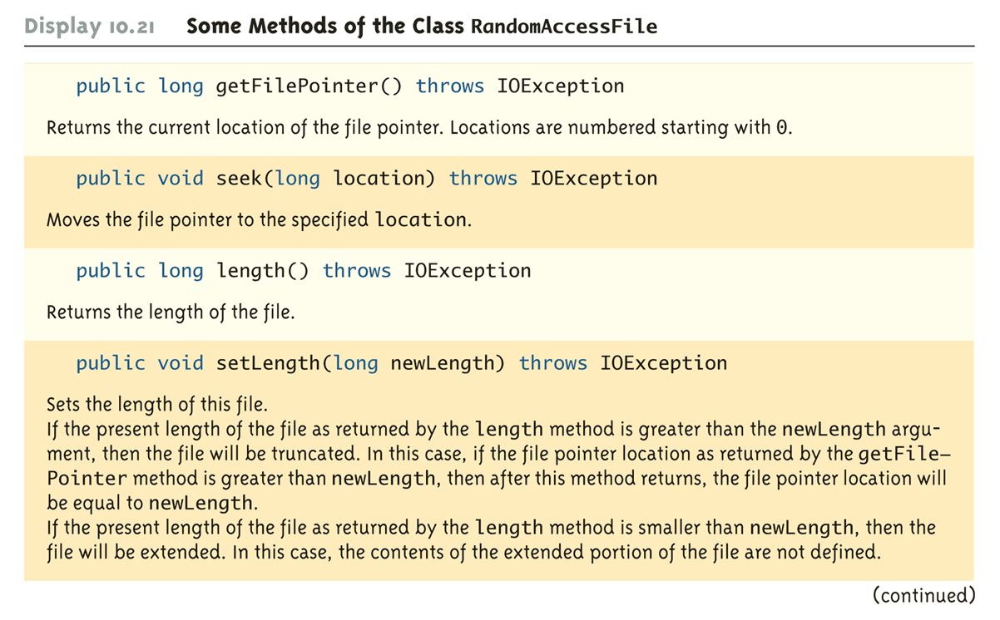 Display 10.21 Some Methods of the Class RandomAccessFile
public long getFilePointer() throws IOException
Returns the current location of the file pointer. Locations are numbered starting with 0.
public void seek(long location) throws IOException
Moves the file pointer to the specified location.
public long length() throws IOException
Returns the length of the file.
public void setLength(long newLength) throws IOException
Sets the length of this file.
If the present length of the file as returned by the length method is greater than the newLength argu-
ment, then the file will be truncated. In this case, if the file pointer location as returned by the getFile–
Pointer method is greater than newLength, then after this method returns, the file pointer location will
be equal to newLength.
If the present length of the file as returned by the length method is smaller than newLength, then the
file will be extended. In this case, the contents of the extended portion of the file are not defined.
(continued)